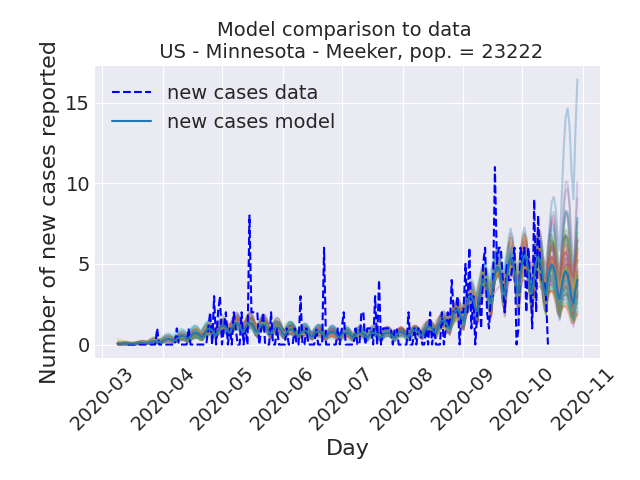 Model comparison to data
US - Minnesota - Meeker, pop. = 23222
Number of new cases reported
new cases data
new cases model
15
10
5
0
2020-03
2020-04
2020-05
2020-06
2020-07
2020-08
2020-09
2020-10
2020-11
Day